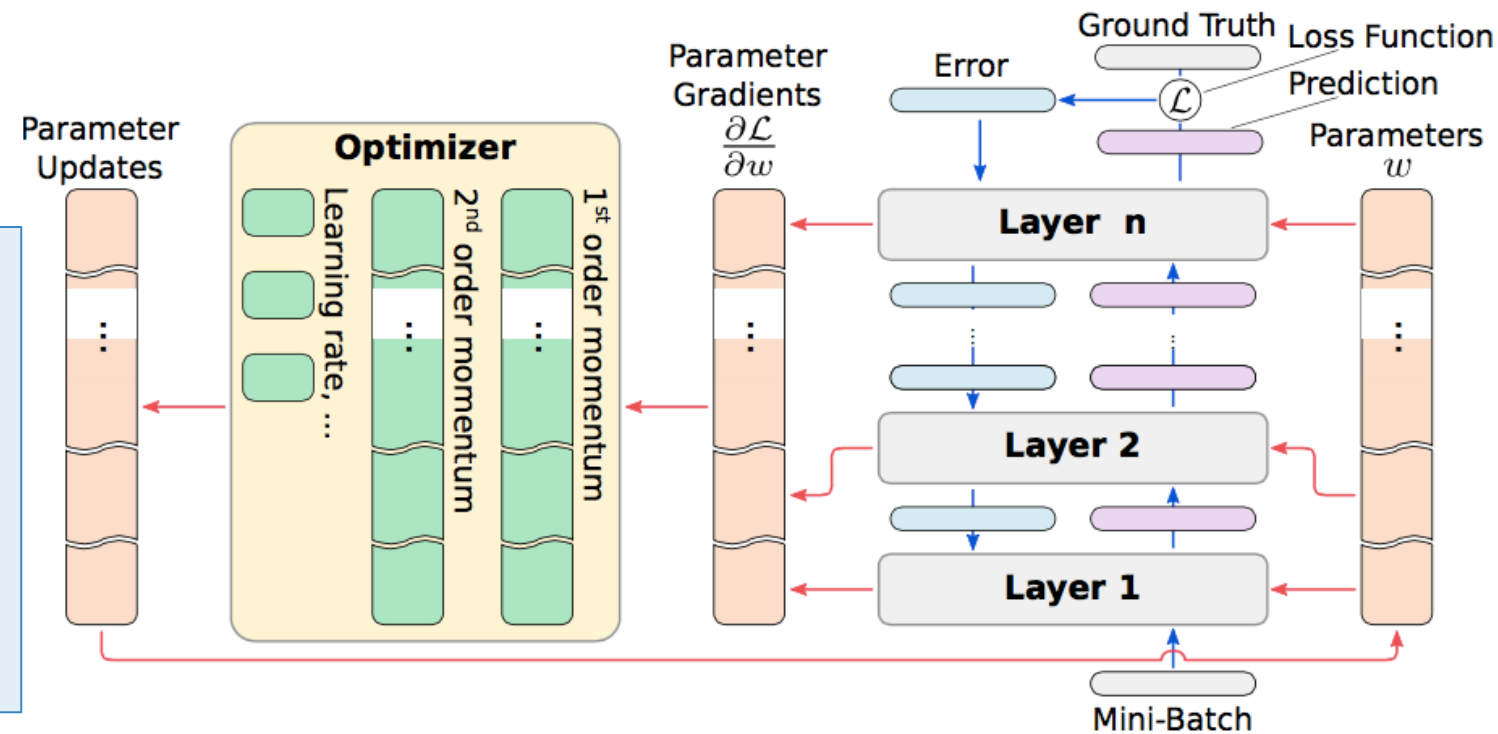 Ground Truth
Loss Function
Parameter
Gradients
∂ℒ
∂w
Error
ℒ
Prediction
Parameter
Updates
Optimizer
Parameters
w
Learning rate, ...
2nd order momentum
1st order momentum
Layer n
...
...
...
...
...
...
...
Layer 2
Layer 1
Mini-Batch